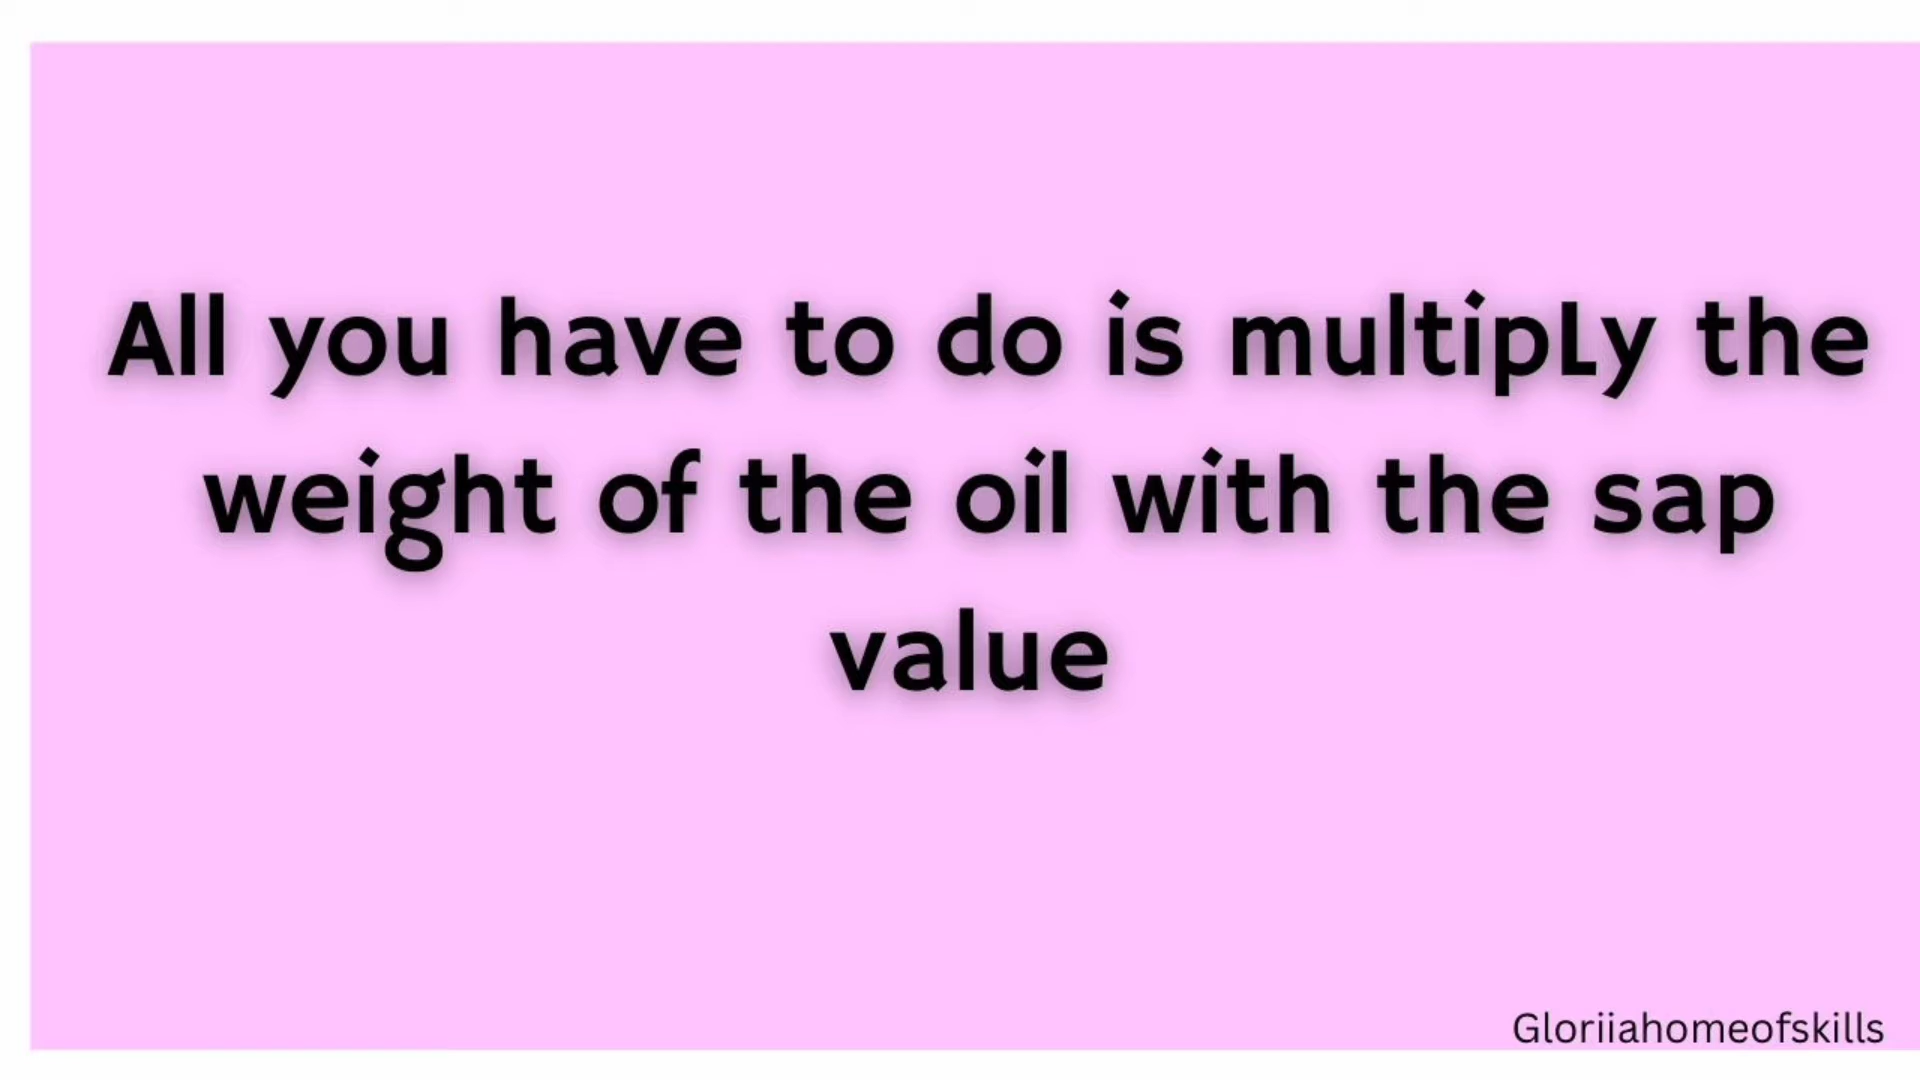 All you have to do is multipLy the
weight of the oil with the sap
value
Gloriiahomeofskills